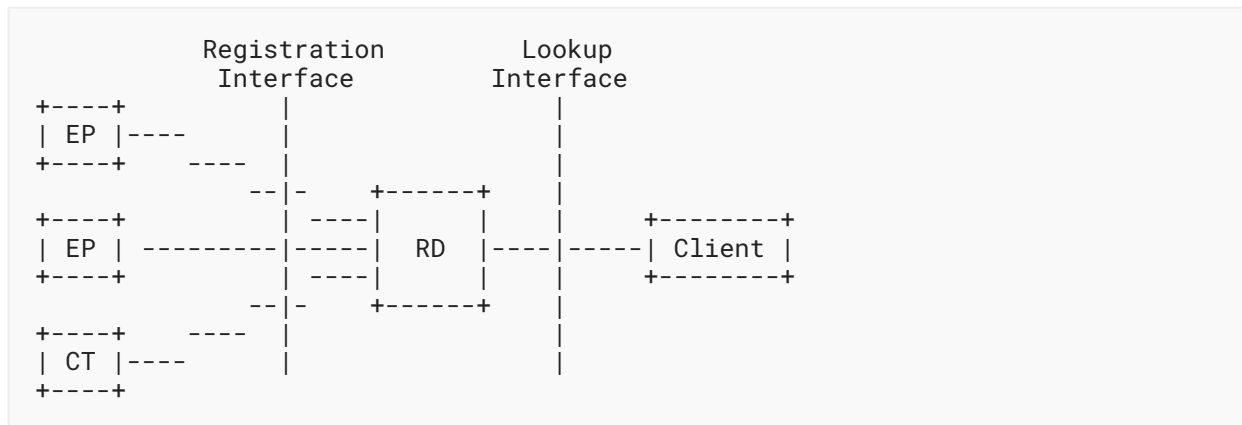 Registration Lookup
Interface Interface
EP
EP RD Client
CT